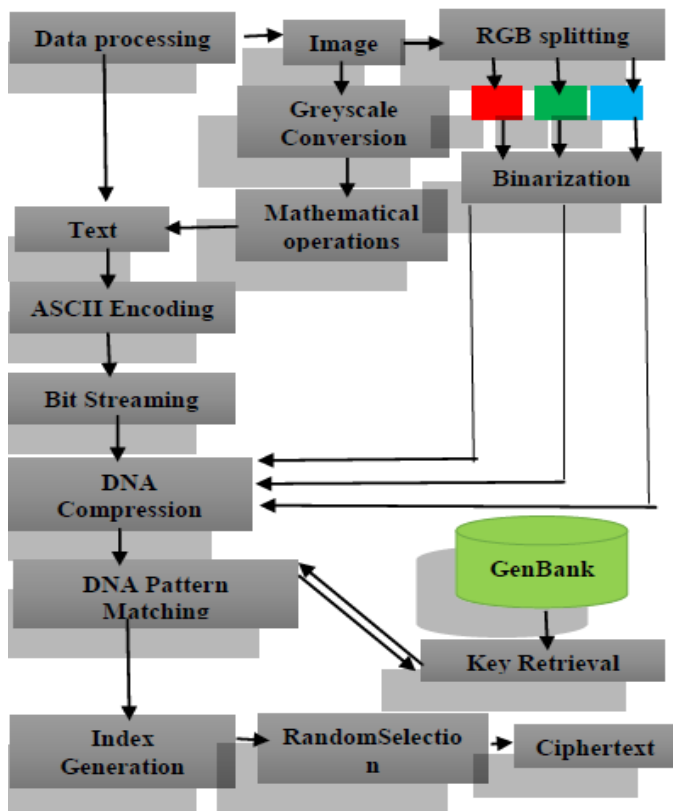 Data processing
Image
RGB splitting
Greyscale
Conversion
Binarization
Mathematical
operations
Text
ASCII Encoding
Bit Streaming
DNA
Compression
GenBank
DNA Pattern
Matching
Key Retrieval
Index
Generation
RandomSelectio
n
Ciphertext